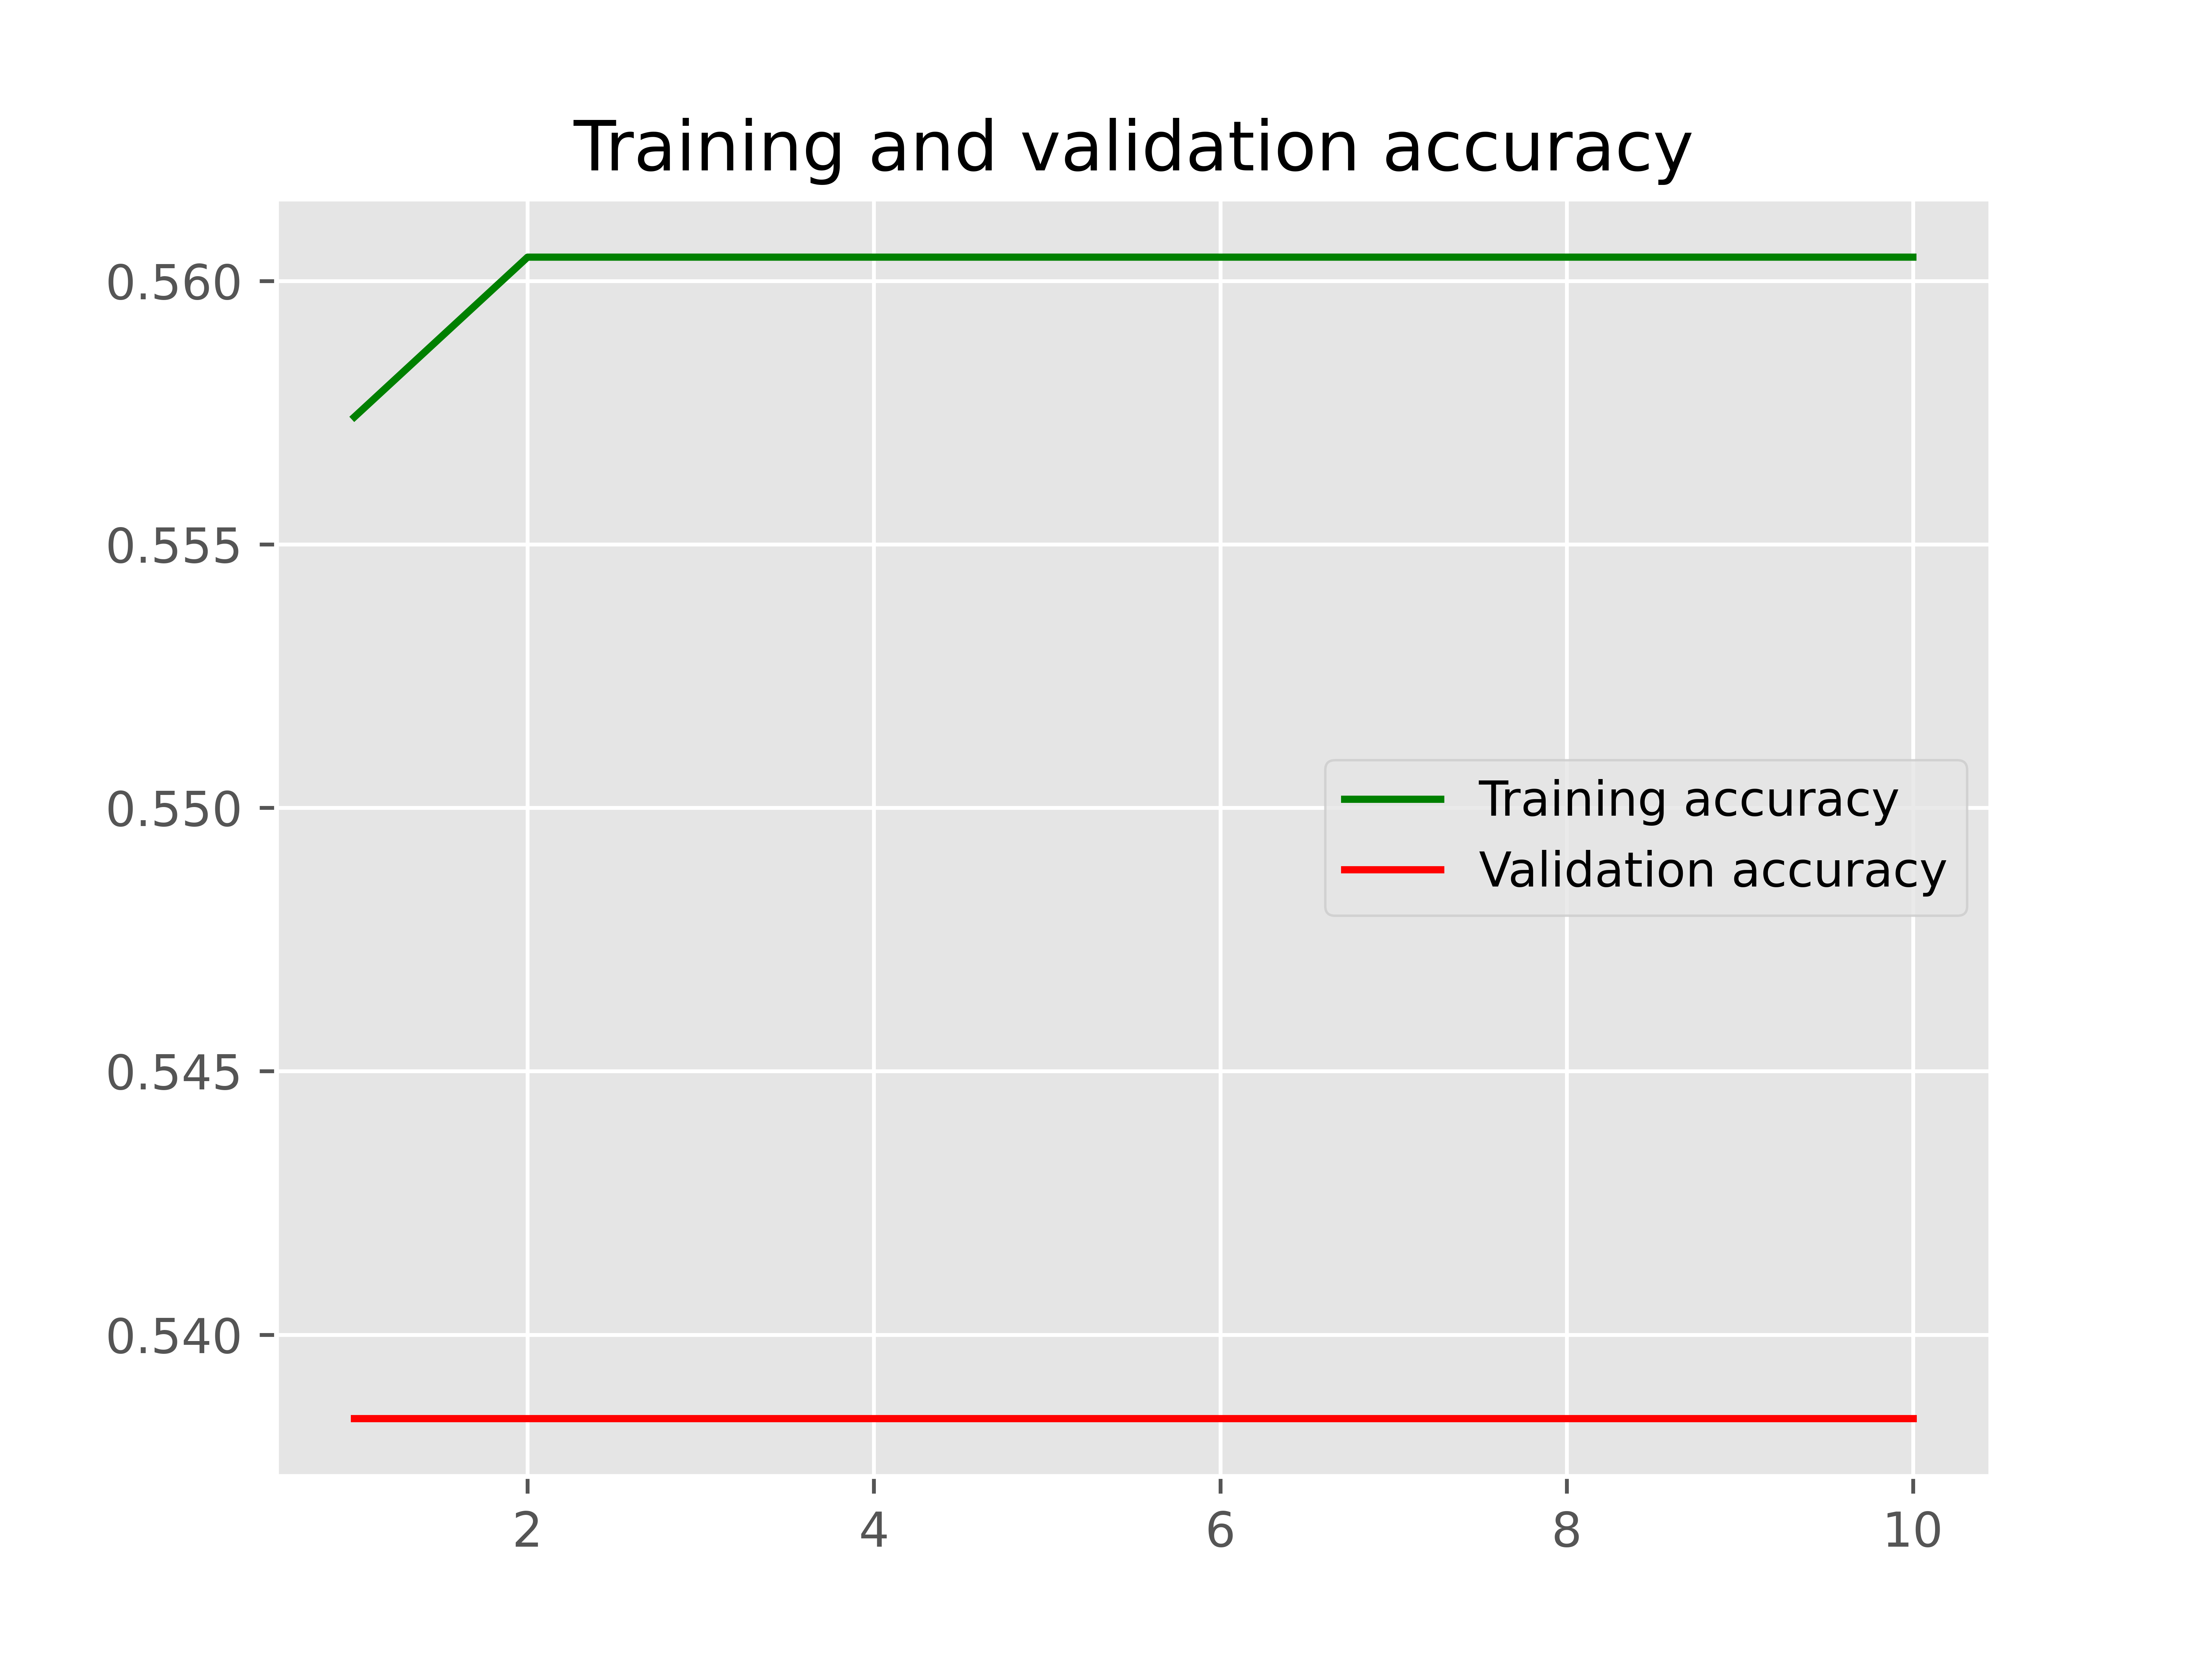 Training and validation accuracy
0.560
0.555
0.550
0.545
0.540
Training accuracy
Validation accuracy
2 4 6 8 10